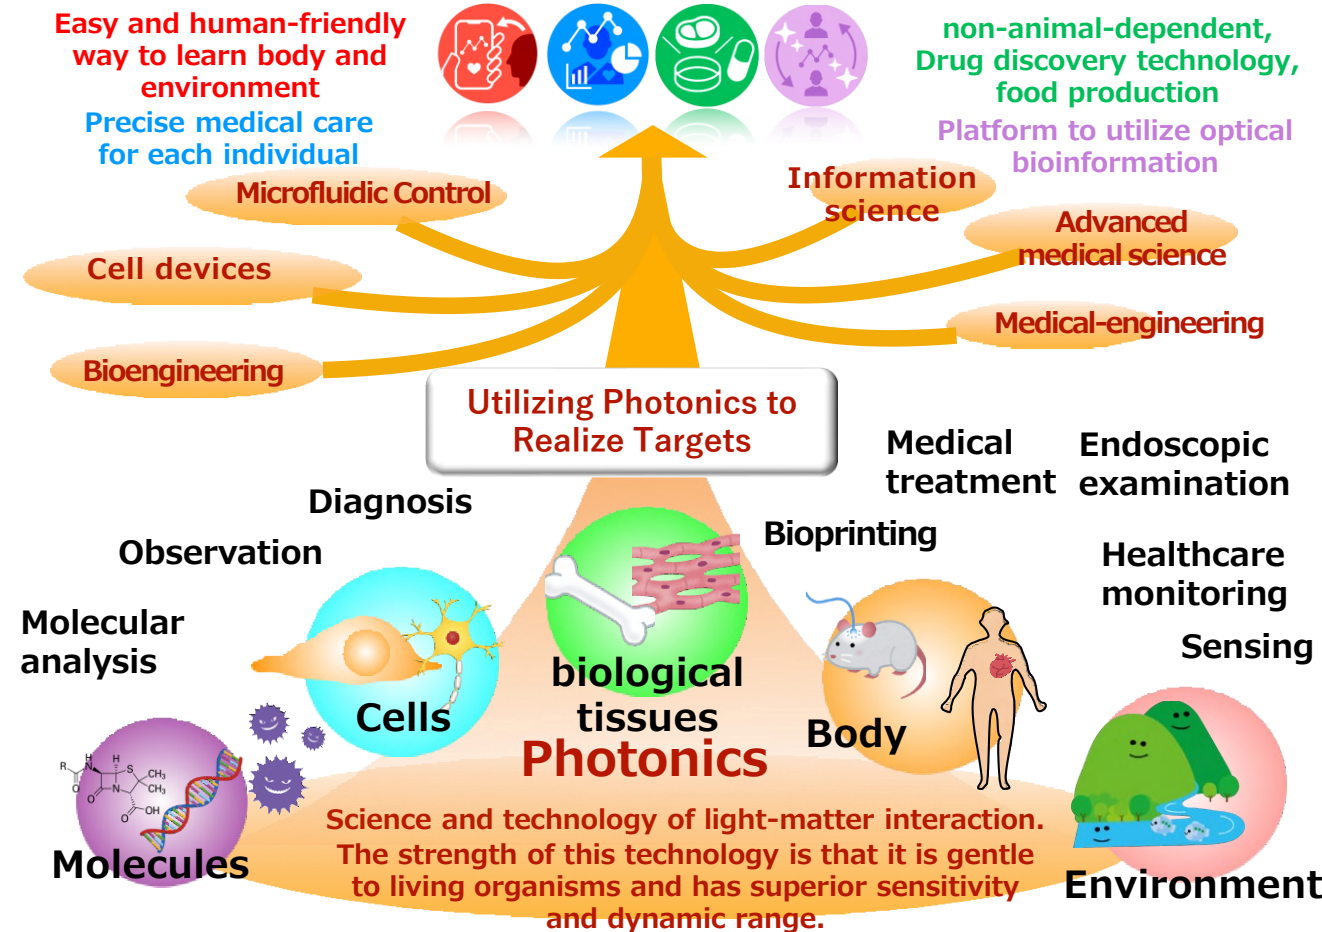 Easy and human-friendly
way to learn body and
environment
Precise medical care
for each individual
non-animal-dependent,
Drug discovery technology,
food production
Platform to utilize optical
bioinformation
Microfluidic Control
Cell devices
Bioengineering
Information
science
Advanced
medical science
Medical-engineering
Utilizing Photonics to
Realize Targets
Medical
treatment
Endoscopic
examination
Diagnosis
Bioprinting
Observation
Healthcare
monitoring
Molecular
analysis
Sensing
biological
tissues
Cells
Body
Photonics
R
H
N
H
S
CH₃
CH₃
O
O
N
O
OH
Molecules
Environment
Science and technology of light-matter interaction.
The strength of this technology is that it is gentle
to living organisms and has superior sensitivity
and dynamic range.